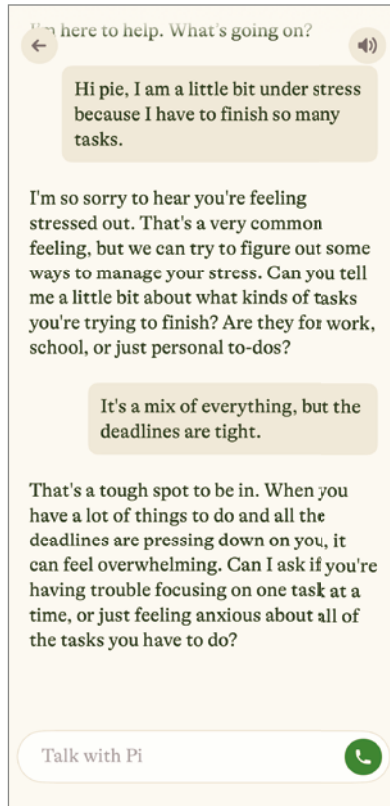 I'm here to help. What's going on?
Hi pie, I am a little bit under stress
because I have to finish so many
tasks.
I'm so sorry to hear you're feeling
stressed out. That's a very common
feeling, but we can try to figure out some
ways to manage your stress. Can you tell
me a little bit about what kinds of tasks
you're trying to finish? Are they for work,
school, or just personal to-dos?
It's a mix of everything, but the
deadlines are tight.
That's a tough spot to be in. When you
have a lot of things to do and all the
deadlines are pressing down on you, it
can feel overwhelming. Can I ask if you're
having trouble focusing on one task at a
time, or just feeling anxious about all of
the tasks you have to do?
Talk with Pi